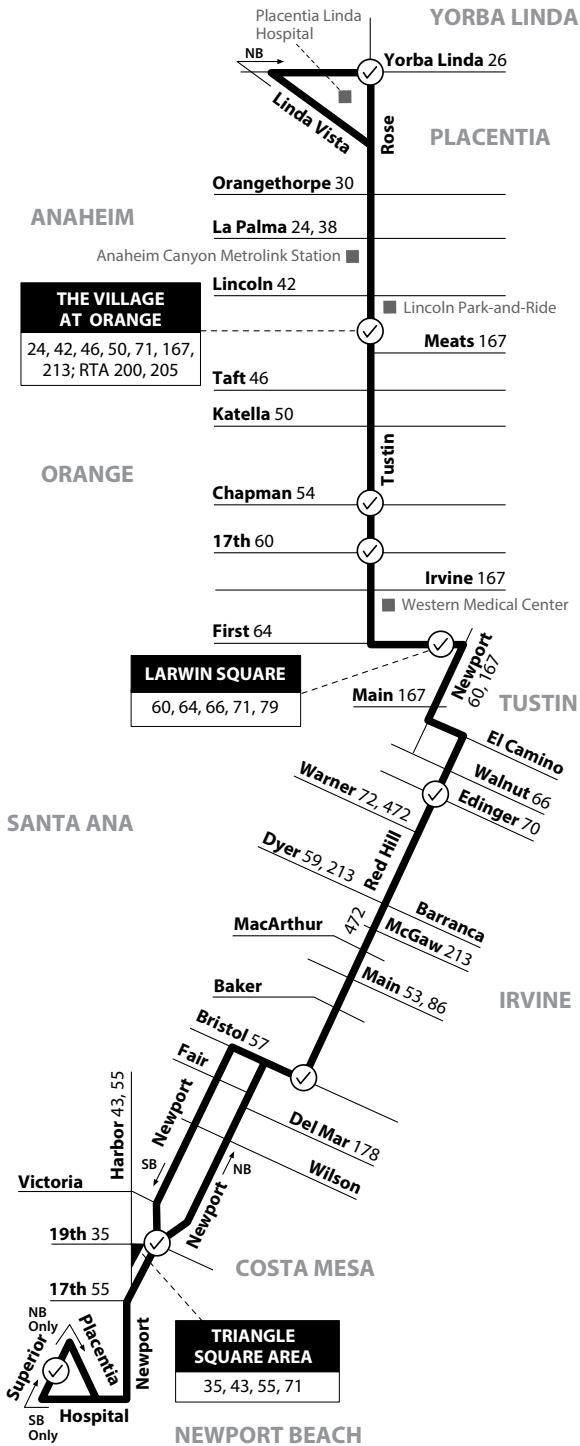 YORBA LINDA
Placentia Linda
Hospital
NB
Yorba Linda 26
Linda Vista
Rose
PLACENTIA
Orangethorpe 30
ANAHEIM
La Palma 24, 38
Anaheim Canyon Metrolink Station
Lincoln 42
THE VILLAGE
AT ORANGE
24, 42, 46, 50, 71, 167,
213; RTA 200, 205
Lincoln Park-and-Ride
Meats 167
Taft 46
Katella 50
Tustin
ORANGE
Chapman 54
17th 60
Irvine 167
Western Medical Center
First 64
LARWIN SQUARE
60, 64, 66, 71, 79
Newport
60, 167
Main 167
TUSTIN
El Camino
Walnut 66
Edinger 70
Warner 72, 472
SANTA ANA
Dyer 59, 213
Red Hill
472
Barranca
McGaw 213
MacArthur
Main 53, 86
IRVINE
Baker
Bristol 57
Fair
Newport
SB
Del Mar 178
Wilson
NB
Newport
Harbor 43, 55
Victoria
19th 35
COSTA MESA
17th 55
NB
Only
Superior
Placentia
Newport
SB
Only
Hospital
TRIANGLE
SQUARE AREA
35, 43, 55, 71
NEWPORT BEACH